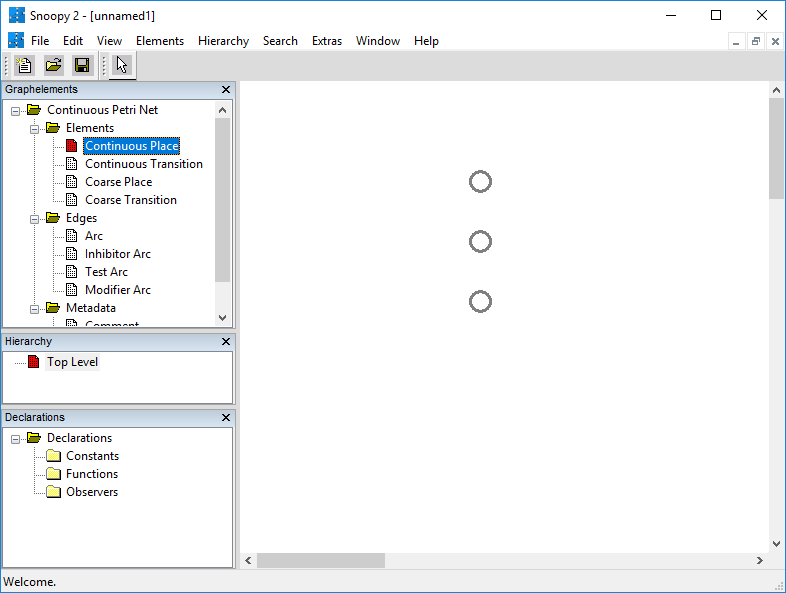 Snoopy 2 - [unnamed1]
File Edit View Elements Hierarchy Search Extras Window Help
Graphelements
Continuous Petri Net
Elements
Continuous Place
Continuous Transition
Coarse Place
Coarse Transition
Edges
Arc
Inhibitor Arc
Test Arc
Modifier Arc
Metadata
Comment
Hierarchy
Top Level
Declarations
Declarations
Constants
Functions
Observers
Welcome.